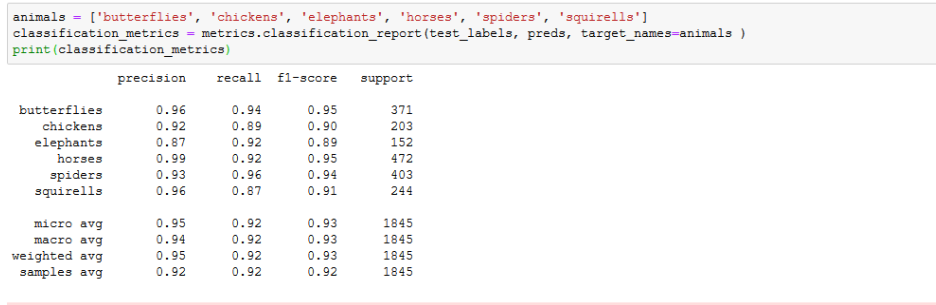 animals = ['butterflies', 'chickens', 'elephants', 'horses', 'spiders', 'squirells']
classification_metrics = metrics.classification_report(test_labels, preds, target_names=animals )
print(classification_metrics)
precision recall f1-score support
butterflies 0.96 0.94 0.95 371
chickens 0.92 0.89 0.90 203
elephants 0.87 0.92 0.89 152
horses 0.99 0.92 0.95 472
spiders 0.93 0.96 0.94 403
squirells 0.96 0.87 0.91 244
micro avg 0.95 0.92 0.93 1845
macro avg 0.94 0.92 0.93 1845
weighted avg 0.95 0.92 0.93 1845
samples avg 0.92 0.92 0.92 1845